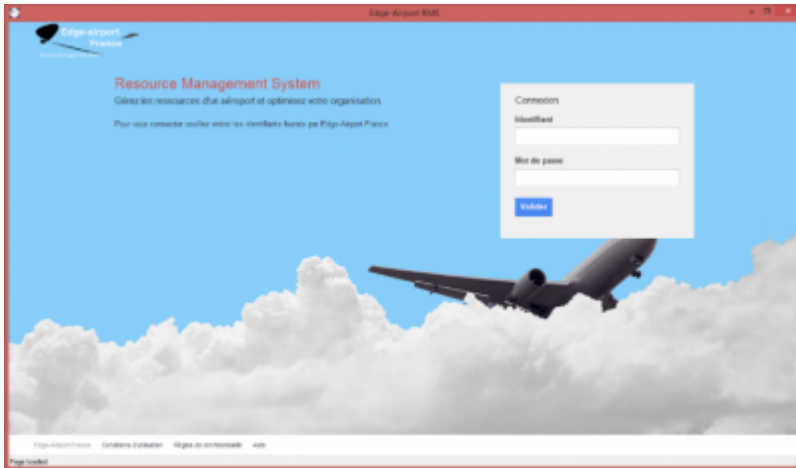 Edge-Airport RMS
Edge-airport
France
Resource Management System
Gérez les ressources d'un aéroport et optimisez votre organisation.
Pour vous connecter veuillez entrer les identifiants fournis par Edge-Airport France
Connexion
Identifiant
Mot de passe
Valider
Edge-Airport France Conditions d'utilisation Règles de confidentialité Aide
Page loaded